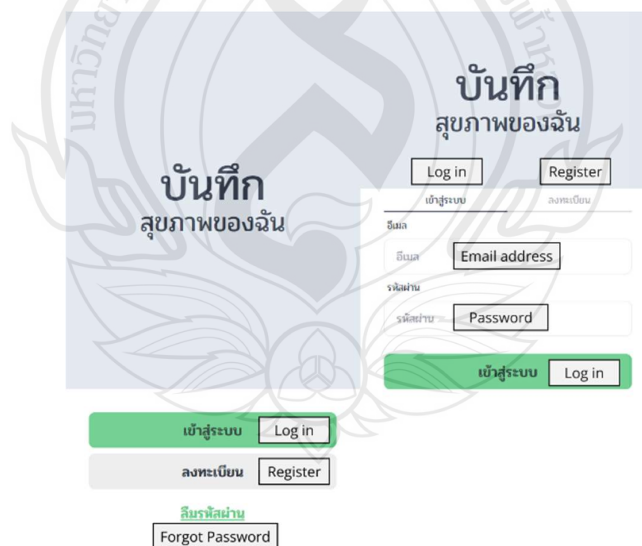 บันทึก
สุขภาพของฉัน
เข้าสู่ระบบ Log in
ลงทะเบียน Register
ลืมรหัสผ่าน
Forgot Password
บันทึก
สุขภาพของฉัน
Log in Register
เข้าสู่ระบบ ลงทะเบียน
อีเมล
อีเมล Email address
รหัสผ่าน
รหัสผ่าน Password
เข้าสู่ระบบ Log in